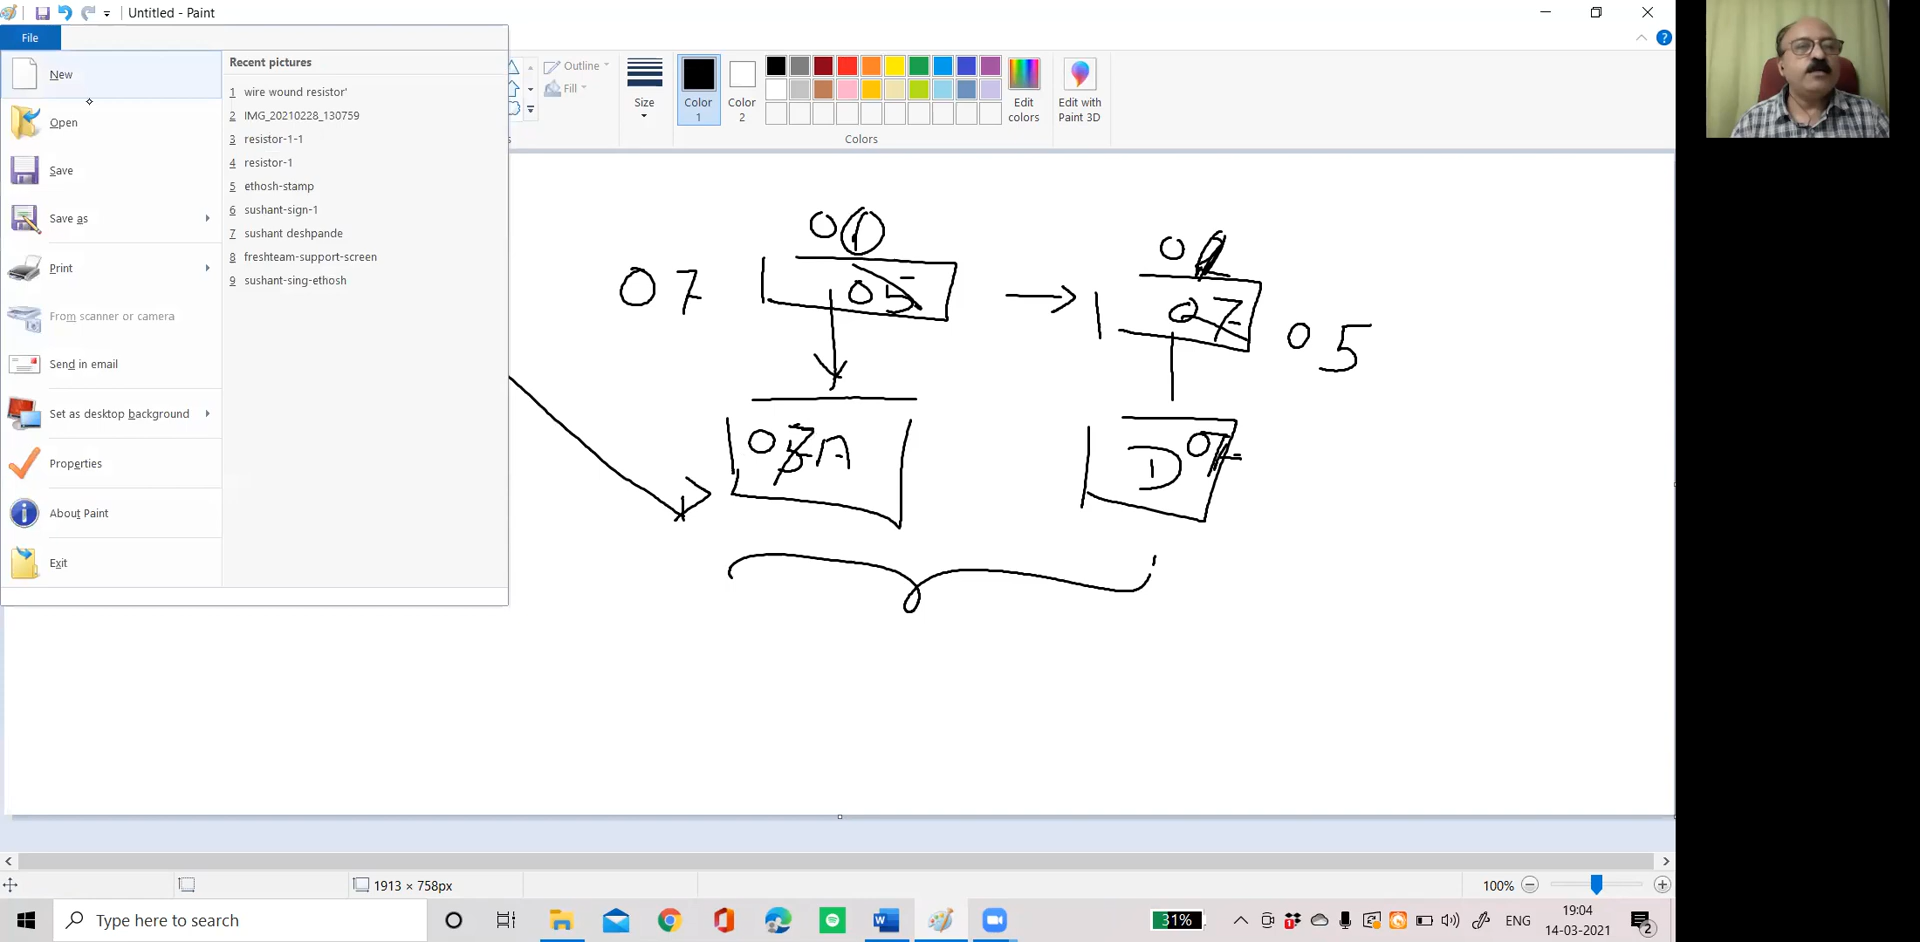 Untitled - Paint
File
New
Open
Save
Save as
Print
From scanner or camera
Send in email
Set as desktop background
Properties
About Paint
Exit
Recent pictures
1 wire wound resistor'
2 IMG_20210228_130759
3 resistor-1-1
4 resistor-1
5 ethosh-stamp
6 sushant-sign-1
7 sushant deshpande
8 freshteam-support-screen
9 sushant-sing-ethosh
Outline
Fill
Size
Color 1
Color 2
Edit colors
Edit with Paint 3D
s
Colors
01
07
05
07
05
A
D 07
1913 × 758px
100%
Type here to search
31%
ENG
19:04
14-03-2021
2